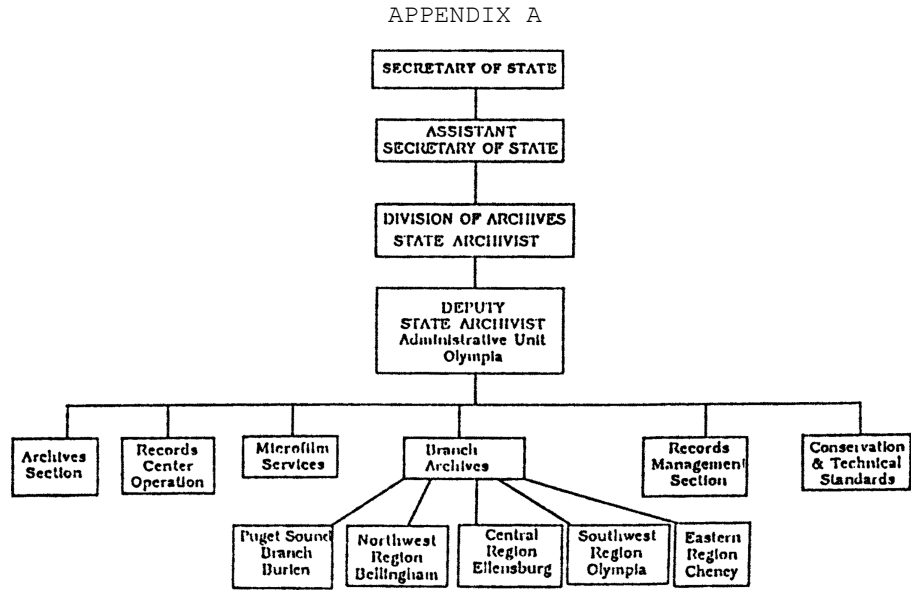 APPENDIX A
SECRETARY OF STATE
ASSISTANT
SECRETARY OF STATE
DIVISION OF ARCHIVES
STATE ARCHIVIST
DEPUTY
STATE ARCHIVIST
Administrative Unit
Olympia
Archives
Section
Records
Center
Operation
Microfilm
Services
Branch
Archives
Records
Management
Section
Conservation
& Technical
Standards
Puget Sound
Branch
Burien
Northwest
Region
Bellingham
Central
Region
Ellensburg
Southwest
Region
Olympia
Eastern
Region
Cheney